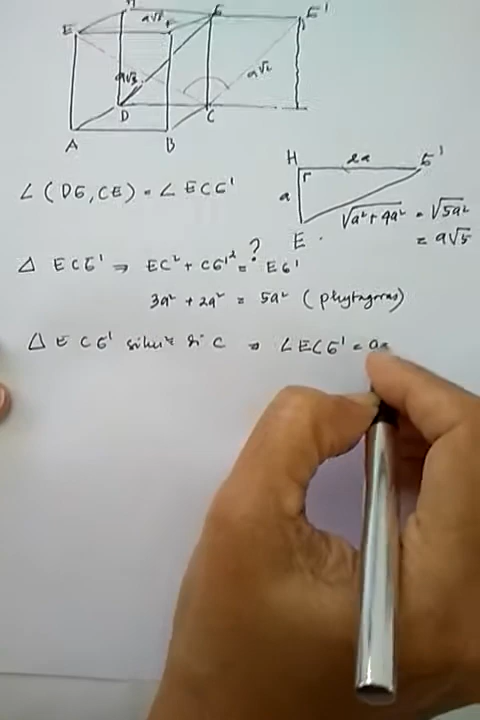 H
E a√2 F G G'
a√3 a√2
D C
A B
∠(DG, CE) = ∠ECG'
H 2a G'
a
E √a²+4a² = √5a²
= a√5
△ ECG' ⇒ EC² + CG'² =? EG'
3a² + 2a² = 5a² (phytagoras)
△ ECG' siku² di C ⇒ ∠ECG' = 90